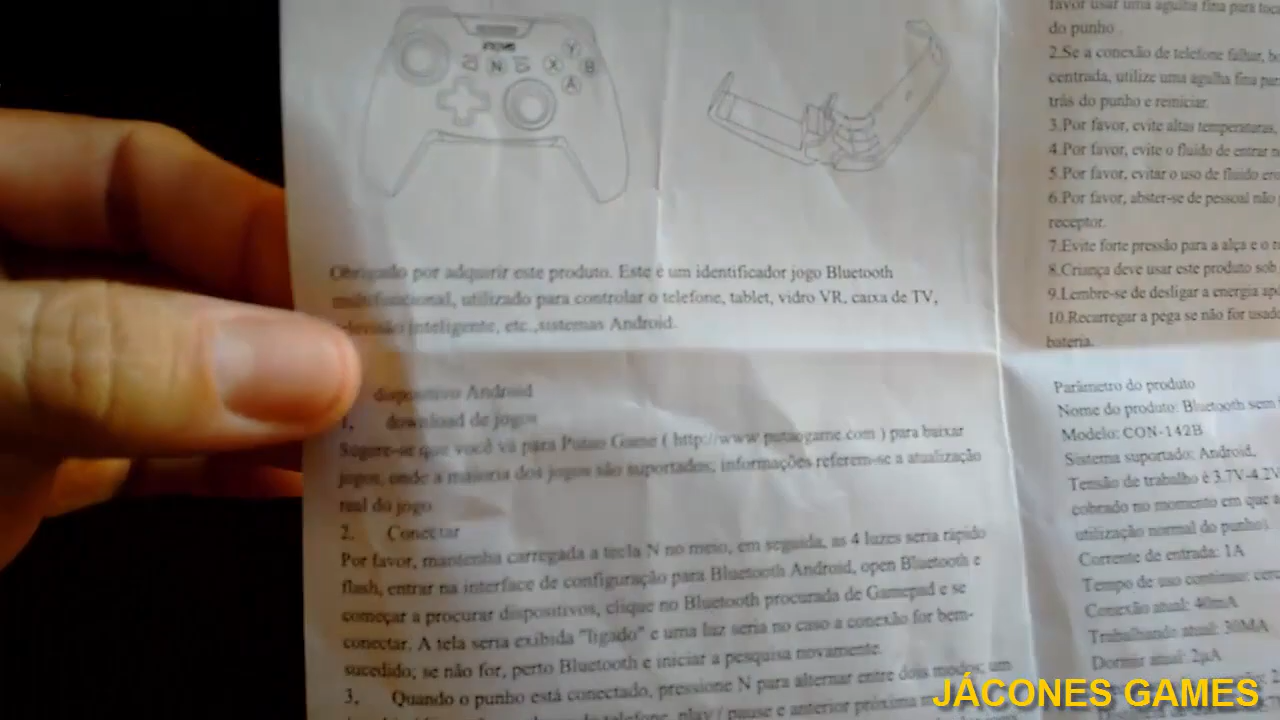 Y
X
B
A
N
Obrigado por adquirir este produto. Este é um identificador jogo Bluetooth
multifuncional, utilizado para controlar o telefone, tablet, vidro VR, caixa de TV,
televisão inteligente, etc.,sistemas Android.
dispositivo Android
1, download de jogos
Sugere-se que você vá para Putao Game ( http://www.putaogame.com ) para baixar
jogos, onde a maioria dos jogos são suportados; informações referem-se a atualização
real do jogo.
2. Conectar
Por favor, mantenha carregada a tecla N no meio, em seguida, as 4 luzes seria rápido
flash, entrar na interface de configuração para Bluetooth Android, open Bluetooth e
começar a procurar dispositivos, clique no Bluetooth procurada de Gamepad e se
conectar. A tela seria exibida "ligado" e uma luz seria no caso a conexão for bem-
sucedido; se não for, perto Bluetooth e iniciar a pesquisa novamente.
3, Quando o punho está conectado, pressione N para alternar entre dois modos; um
telefone, play / pause e anterior próxima
favor usar uma agulha fina para
do punho .
2.Se a conexão de telefone falhar,
centrada, utilize uma agulha fina
trás do punho e reiniciar.
3.Por favor, evite altas temperaturas,
4.Por favor, evite o fluido de entrar
5.Por favor, evitar o uso de fluido
6.Por favor, abster-se de pessoal não
receptor.
7.Evite forte pressão para a alça e o
8.Criança deve usar este produto sob
9.Lembre-se de desligar a energia
10.Recarregar a pega se não for usado
bateria.
Parâmetro do produto
Nome do produto: Bluetooth sem
Modelo: CON-142B
Sistema suportado: Android,
Tensão de trabalho é 3.7V-4.2V
cobrado no momento em que a
utilização normal do punho).
Corrente de entrada: 1A
Tempo de uso contínuo:
Conexão atual: 40mA
Trabalhando atual: 30MA
Dormir atual: 2μA
JÁCONES GAMES